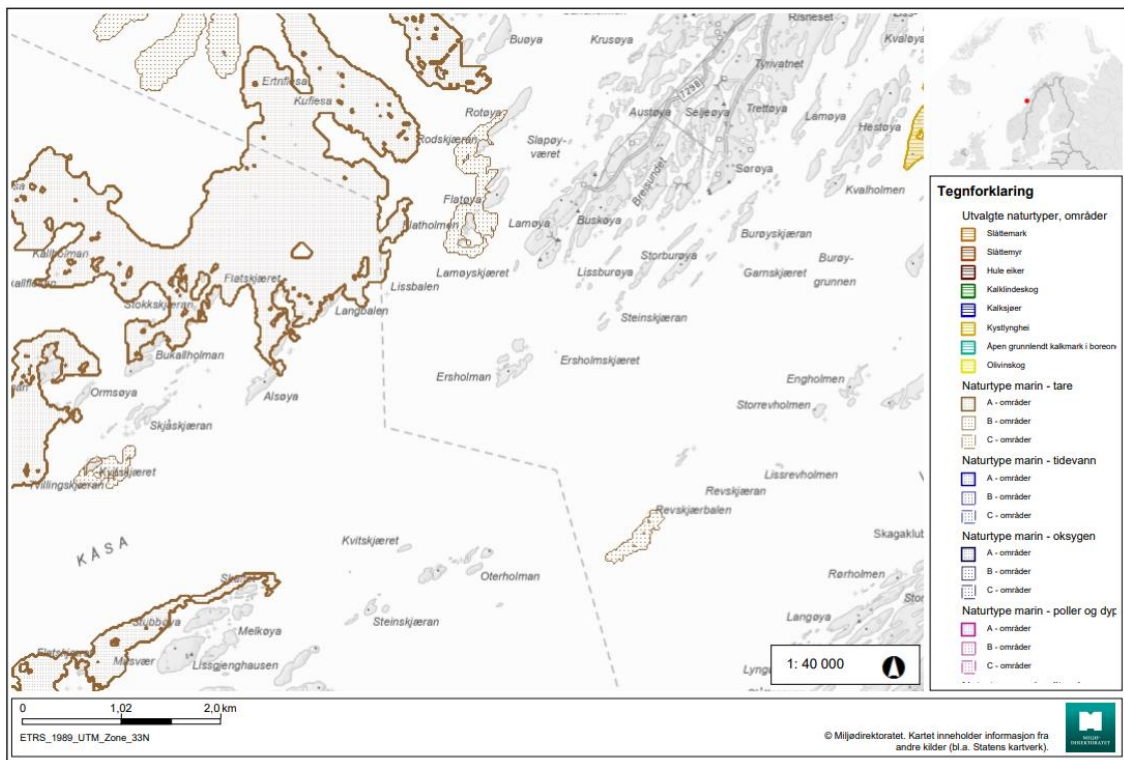 Buøya
Krusøya
Risneset
Kvaløya
Ertnflesa
Kuflesa
Tyrivatnet
7298
Rotøya
Austøya
Seljeøya
Trettøya
Lamøya
Hestøya
Rodskjæran
Slapøy-
været
Sørøya
Breisundet
Kvalholmen
Flatøya
Flatholmen
Lamøya
Buskøya
Burøyskjæran
Kallholman
Storburøya
Burøy-
grunnen
Lamøyskjæret
Lissburøya
Garnskjæret
Flatskjæret
Lissbalen
Stokkskjæran
Langbalen
Steinskjæran
Bukallholman
Ersholmskjæret
Ersholman
Engholmen
Ormsøya
Alsøya
Storrevholmen
Skjåskjæran
Kvitskjæret
Lissrevholmen
Tvillingskjæran
Revskjæran
Revskjærbalen
KÅSA
Kvitskjæret
Skagaklub
Oterholman
Rørholmen
Stubbøya
Steinskjæran
Langøya
Melkøya
Musvær
Lissgjenghausen
1: 40 000
Tegnforklaring
Utvalgte naturtyper, områder
Slåttemark
Slåttemyr
Hule eiker
Kalklindeskog
Kalksjøer
Kystlynghei
Åpen grunnlendt kalkmark i boreon
Olivinskog
Naturtype marin - tare
A - områder
B - områder
C - områder
Naturtype marin - tidevann
A - områder
B - områder
C - områder
Naturtype marin - oksygen
A - områder
B - områder
C - områder
Naturtype marin - poller og dyp
A - områder
B - områder
C - områder
0 1,02 2,0 km
ETRS_1989_UTM_Zone_33N
© Miljødirektoratet. Kartet inneholder informasjon fra
andre kilder (bl.a. Statens kartverk).
MILJØ-
DIREKTORATET